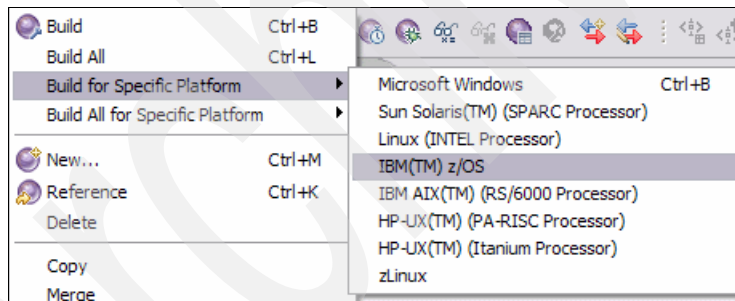 Build Ctrl+B
Build All Ctrl+L
Build for Specific Platform
Build All for Specific Platform
New... Ctrl+M
Reference Ctrl+K
Delete
Copy
Merge
Microsoft Windows Ctrl+B
Sun Solaris(TM) (SPARC Processor)
Linux (INTEL Processor)
IBM(TM) z/OS
IBM AIX(TM) (RS/6000 Processor)
HP-UX(TM) (PA-RISC Processor)
HP-UX(TM) (Itanium Processor)
zLinux